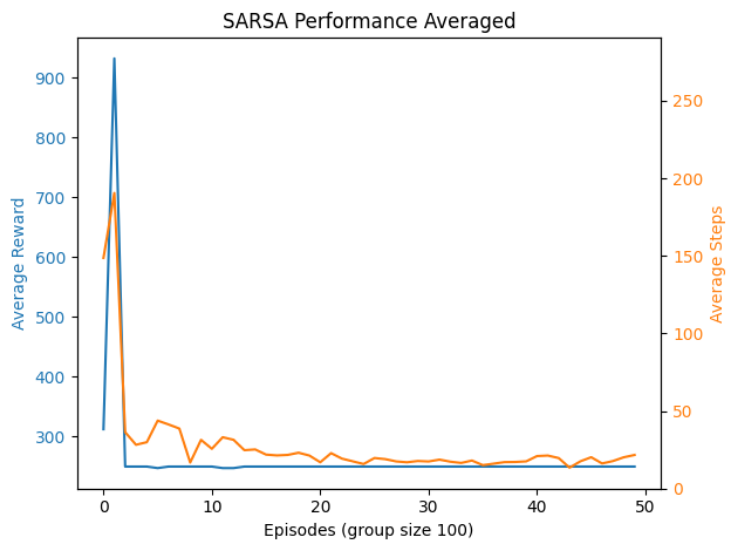 SARSA Performance Averaged
900
800
700
600
500
400
300
Average Reward
250
200
150
100
50
0
Average Steps
0 10 20 30 40 50
Episodes (group size 100)